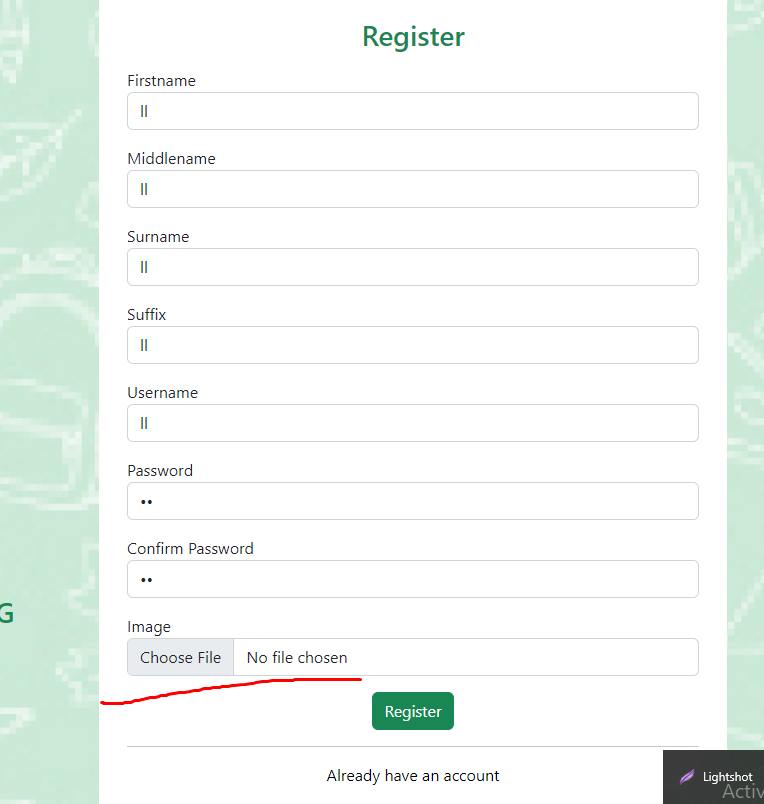 Register
Firstname
ll
Middlename
ll
Surname
ll
Suffix
ll
Username
ll
Password
••
Confirm Password
••
G
Image
Choose File No file chosen
Register
Already have an account
Lightshot
Activ